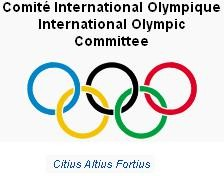 Comité International Olympique
International Olympic
Committee
Citius Altius Fortius